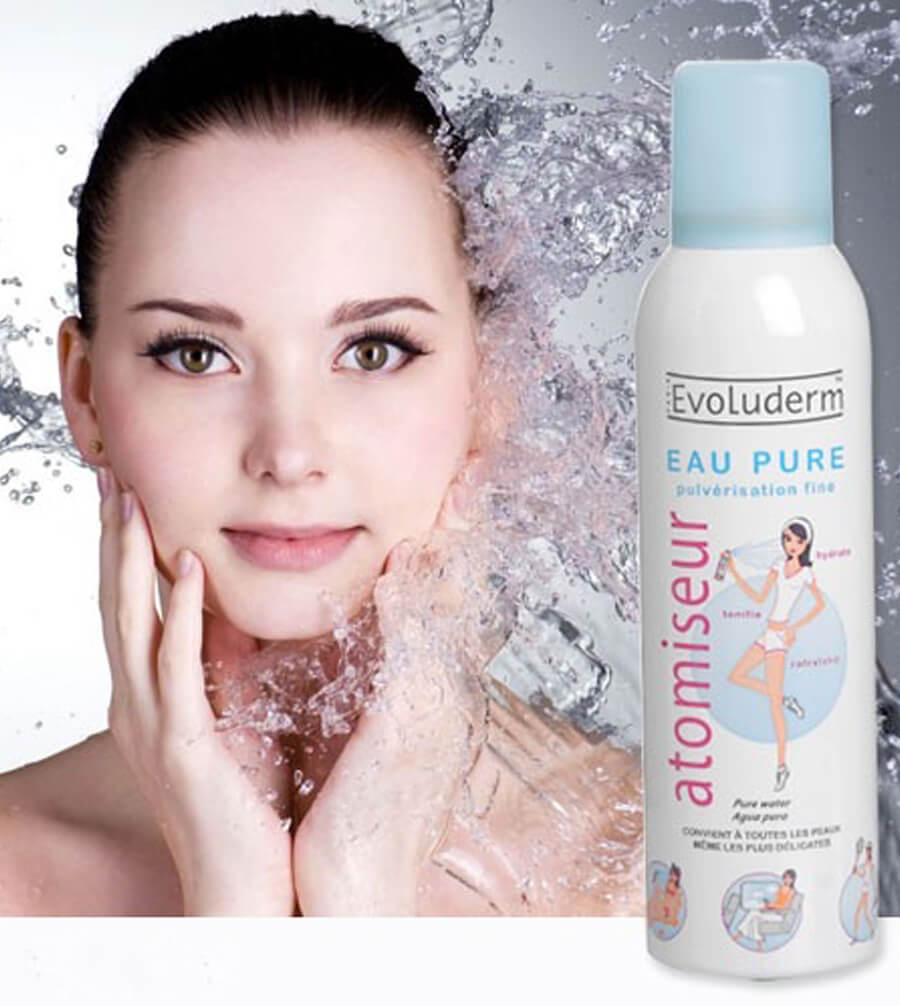 Evoluderm™
EAU PURE
pulvérisation fine
atomiseur
hydrate
tonifie
rafraîchit
Pure water
Agua pura
CONVIENT À TOUTES LES PEAUX
MÊME LES PLUS DÉLICATES